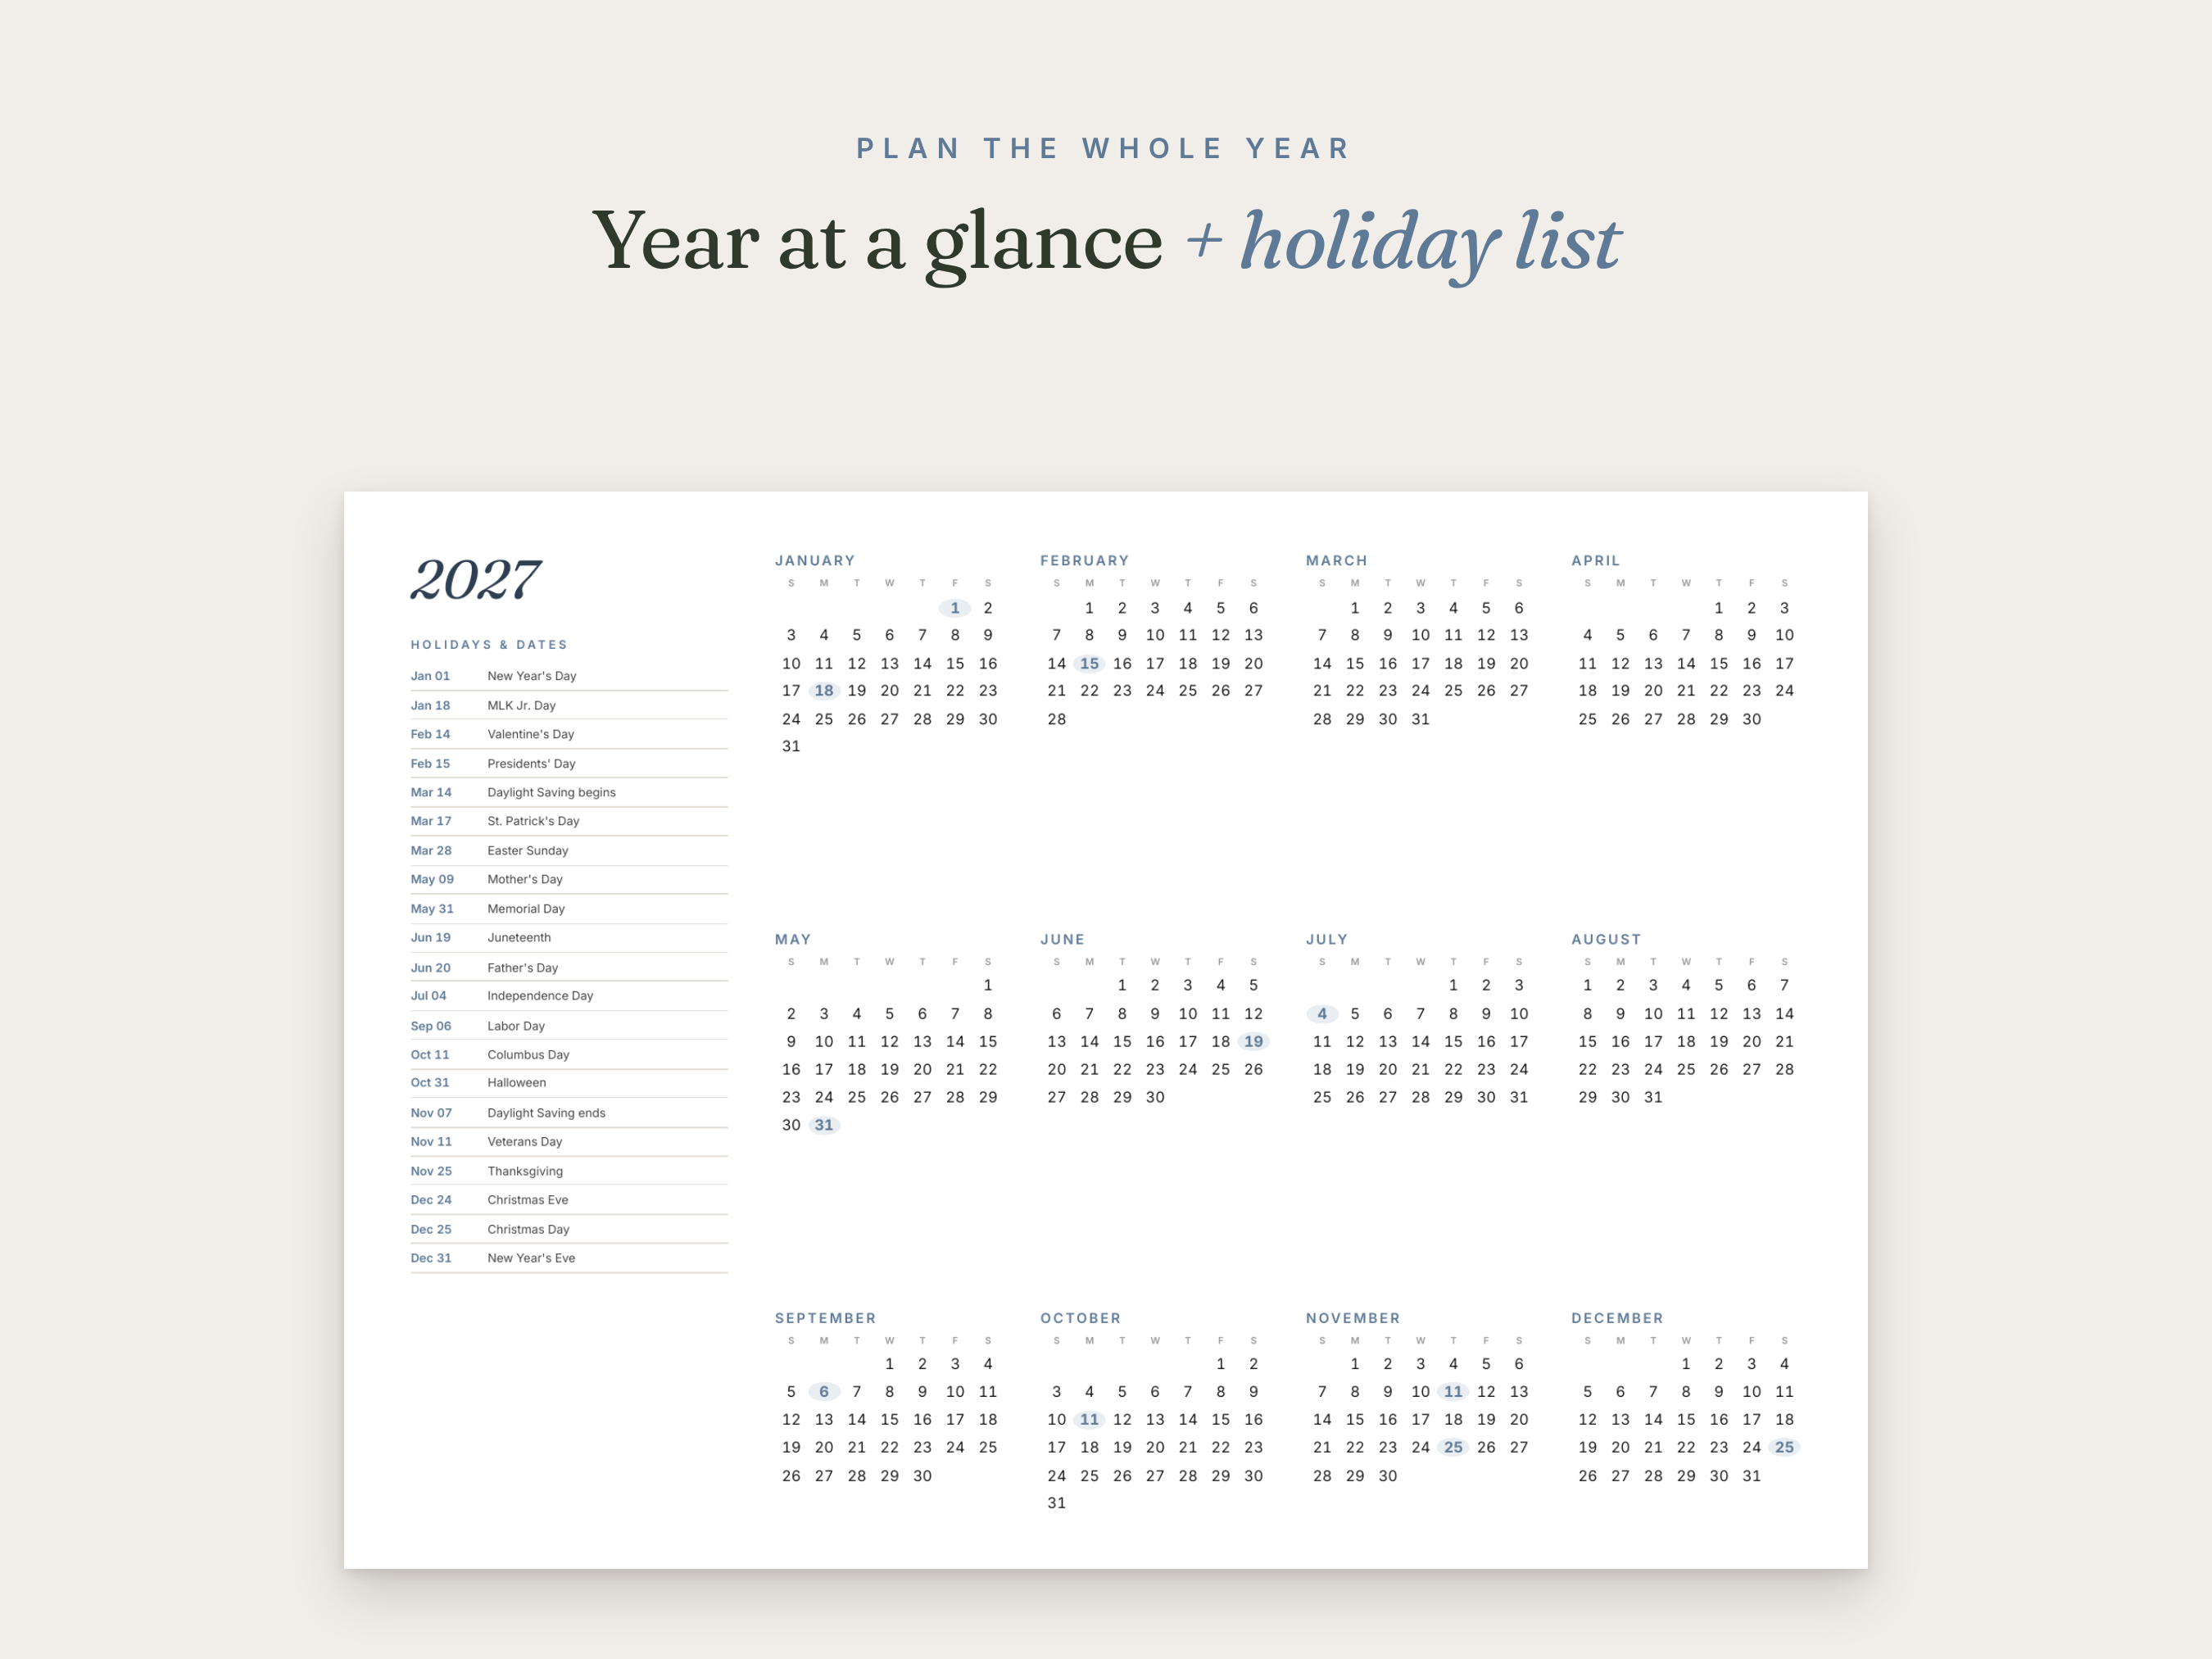 PLAN THE WHOLE YEAR
Year at a glance + holiday list
2027
HOLIDAYS & DATES
Jan 01 New Year's Day
Jan 18 MLK Jr. Day
Feb 14 Valentine's Day
Feb 15 Presidents' Day
Mar 14 Daylight Saving begins
Mar 17 St. Patrick's Day
Mar 28 Easter Sunday
May 09 Mother's Day
May 31 Memorial Day
Jun 19 Juneteenth
Jun 20 Father's Day
Jul 04 Independence Day
Sep 06 Labor Day
Oct 11 Columbus Day
Oct 31 Halloween
Nov 07 Daylight Saving ends
Nov 11 Veterans Day
Nov 25 Thanksgiving
Dec 24 Christmas Eve
Dec 25 Christmas Day
Dec 31 New Year's Eve
JANUARY
S M T W T F S
1 2
3 4 5 6 7 8 9
10 11 12 13 14 15 16
17 18 19 20 21 22 23
24 25 26 27 28 29 30
31
FEBRUARY
S M T W T F S
1 2 3 4 5 6
7 8 9 10 11 12 13
14 15 16 17 18 19 20
21 22 23 24 25 26 27
28
MARCH
S M T W T F S
1 2 3 4 5 6
7 8 9 10 11 12 13
14 15 16 17 18 19 20
21 22 23 24 25 26 27
28 29 30 31
APRIL
S M T W T F S
1 2 3
4 5 6 7 8 9 10
11 12 13 14 15 16 17
18 19 20 21 22 23 24
25 26 27 28 29 30
MAY
S M T W T F S
1
2 3 4 5 6 7 8
9 10 11 12 13 14 15
16 17 18 19 20 21 22
23 24 25 26 27 28 29
30 31
JUNE
S M T W T F S
1 2 3 4 5
6 7 8 9 10 11 12
13 14 15 16 17 18 19
20 21 22 23 24 25 26
27 28 29 30
JULY
S M T W T F S
1 2 3
4 5 6 7 8 9 10
11 12 13 14 15 16 17
18 19 20 21 22 23 24
25 26 27 28 29 30 31
AUGUST
S M T W T F S
1 2 3 4 5 6 7
8 9 10 11 12 13 14
15 16 17 18 19 20 21
22 23 24 25 26 27 28
29 30 31
SEPTEMBER
S M T W T F S
1 2 3 4
5 6 7 8 9 10 11
12 13 14 15 16 17 18
19 20 21 22 23 24 25
26 27 28 29 30
OCTOBER
S M T W T F S
1 2
3 4 5 6 7 8 9
10 11 12 13 14 15 16
17 18 19 20 21 22 23
24 25 26 27 28 29 30
31
NOVEMBER
S M T W T F S
1 2 3 4 5 6
7 8 9 10 11 12 13
14 15 16 17 18 19 20
21 22 23 24 25 26 27
28 29 30
DECEMBER
S M T W T F S
1 2 3 4
5 6 7 8 9 10 11
12 13 14 15 16 17 18
19 20 21 22 23 24 25
26 27 28 29 30 31